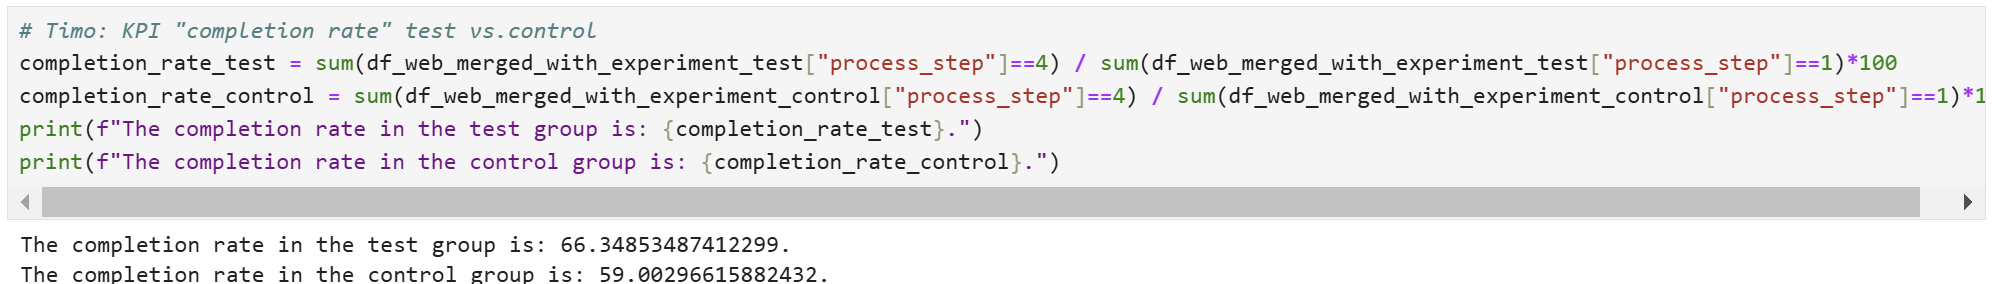 # Timo: KPI "completion rate" test vs.control
completion_rate_test = sum(df_web_merged_with_experiment_test["process_step"]==4) / sum(df_web_merged_with_experiment_test["process_step"]==1)*100
completion_rate_control = sum(df_web_merged_with_experiment_control["process_step"]==4) / sum(df_web_merged_with_experiment_control["process_step"]==1)*1
print(f"The completion rate in the test group is: {completion_rate_test}.")
print(f"The completion rate in the control group is: {completion_rate_control}.")
The completion rate in the test group is: 66.34853487412299.
The completion rate in the control group is: 59.00296615882432.